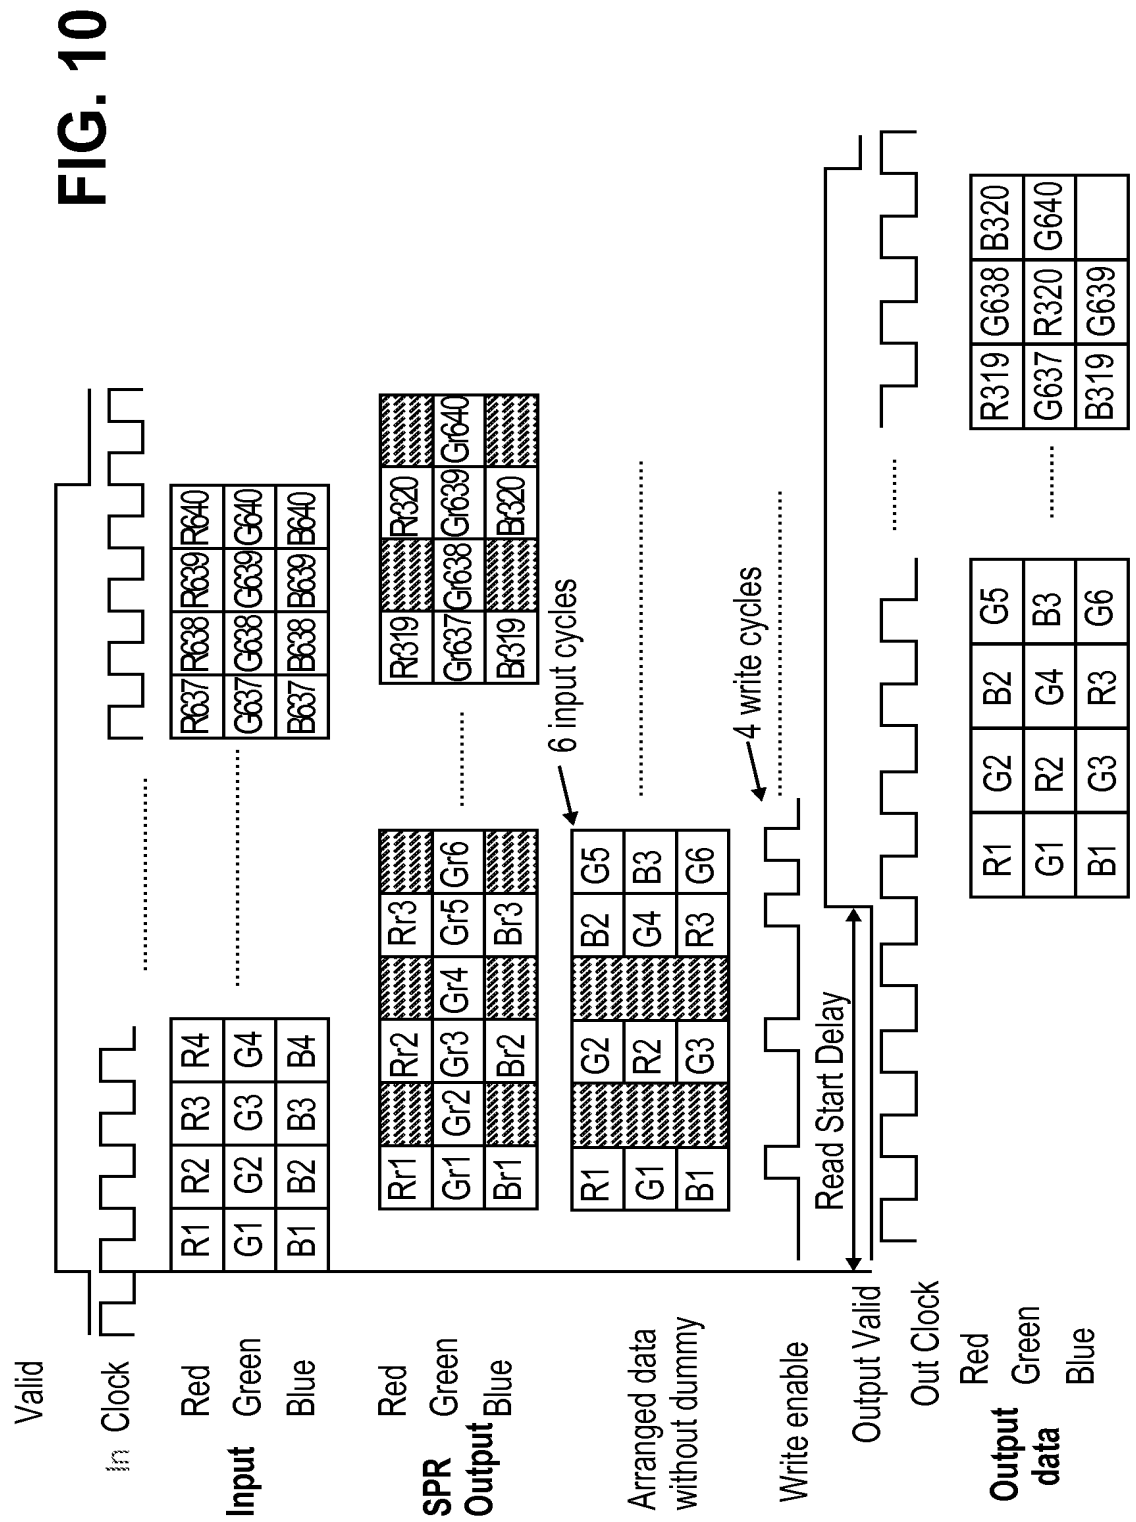 FIG. 10
Valid
In Clock
Input
Red R1 R2 R3 R4 R637 R638 R639 R640
Green G1 G2 G3 G4 G637 G638 G639 G640
Blue B1 B2 B3 B4 B637 B638 B639 B640
SPR
Output
Red Rr1 Rr2 Rr3 Rr319 Rr320
Green Gr1 Gr2 Gr3 Gr4 Gr5 Gr6 Gr637 Gr638 Gr639 Gr640
Blue Br1 Br2 Br3 Br319 Br320
6 input cycles
Arranged data
without dummy
R1 G2 B2 G5
G1 R2 G4 B3
B1 G3 R3 G6
4 write cycles
Write enable
Read Start Delay
Output Valid
Out Clock
Output
data
Red R1 G2 B2 G5 R319 G638 B320
Green G1 R2 G4 B3 G637 R320 G640
Blue B1 G3 R3 G6 B319 G639